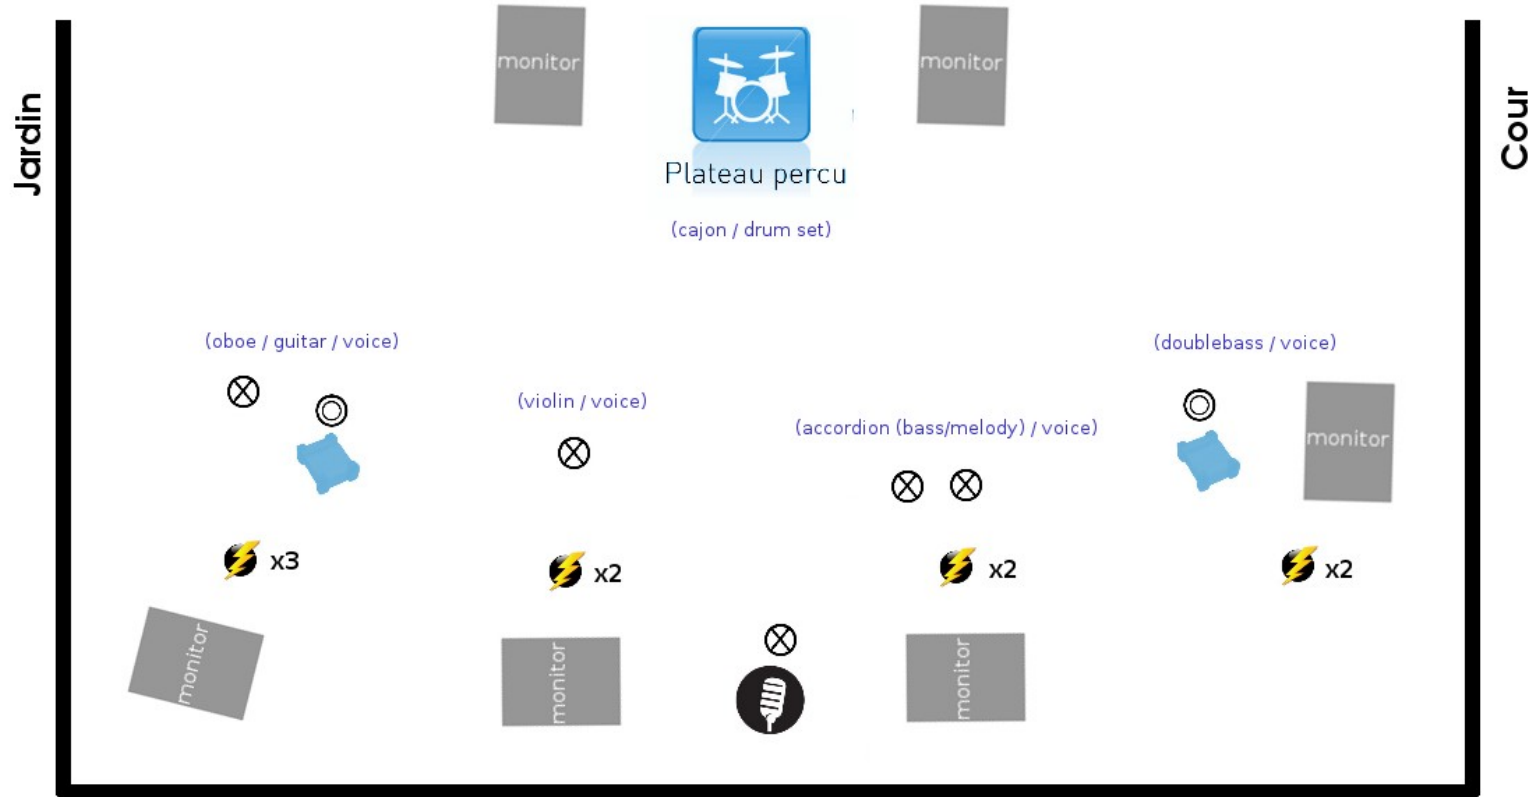 monitor
monitor
Jardin
Cour
Plateau percu
(cajon / drum set)
(oboe / guitar / voice)
(doublebass / voice)
(violin / voice)
(accordion (bass/melody) / voice)
monitor
x3
x2
x2
x2
monitor
monitor
monitor